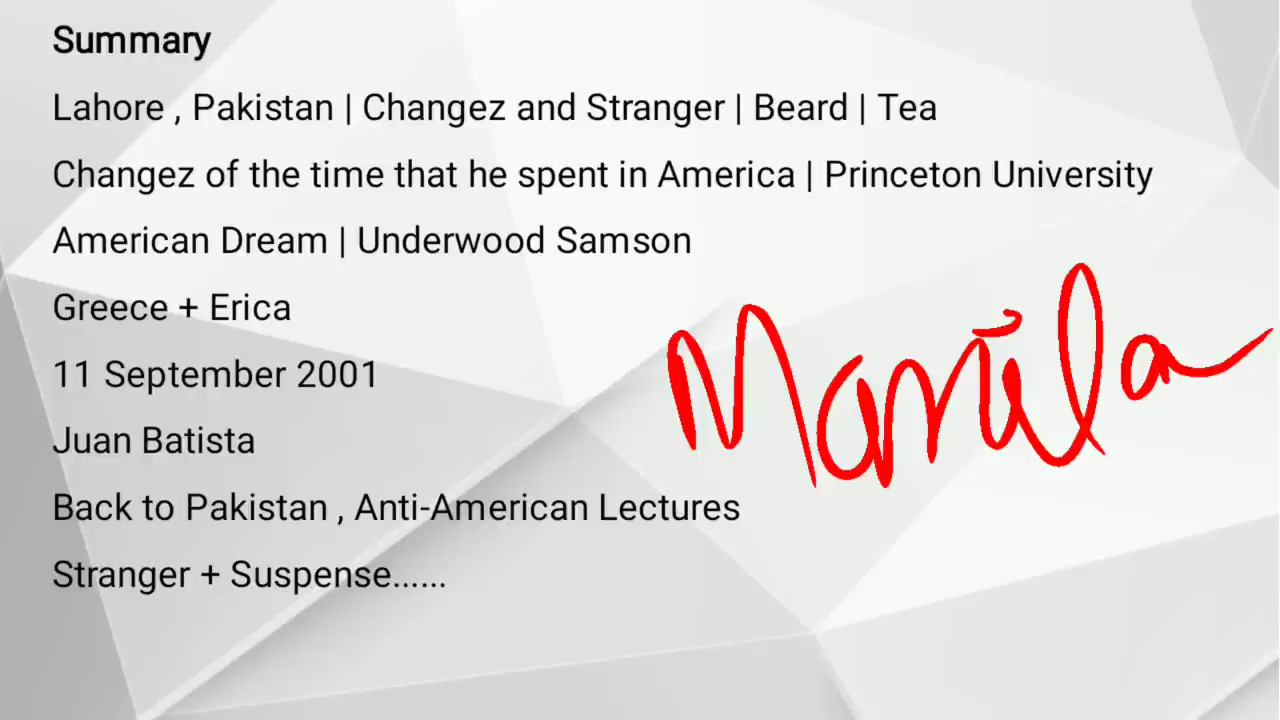 Summary
Lahore , Pakistan | Changez and Stranger | Beard | Tea
Changez of the time that he spent in America | Princeton University
American Dream | Underwood Samson
Greece + Erica
11 September 2001
Manila
Juan Batista
Back to Pakistan , Anti-American Lectures
Stranger + Suspense......